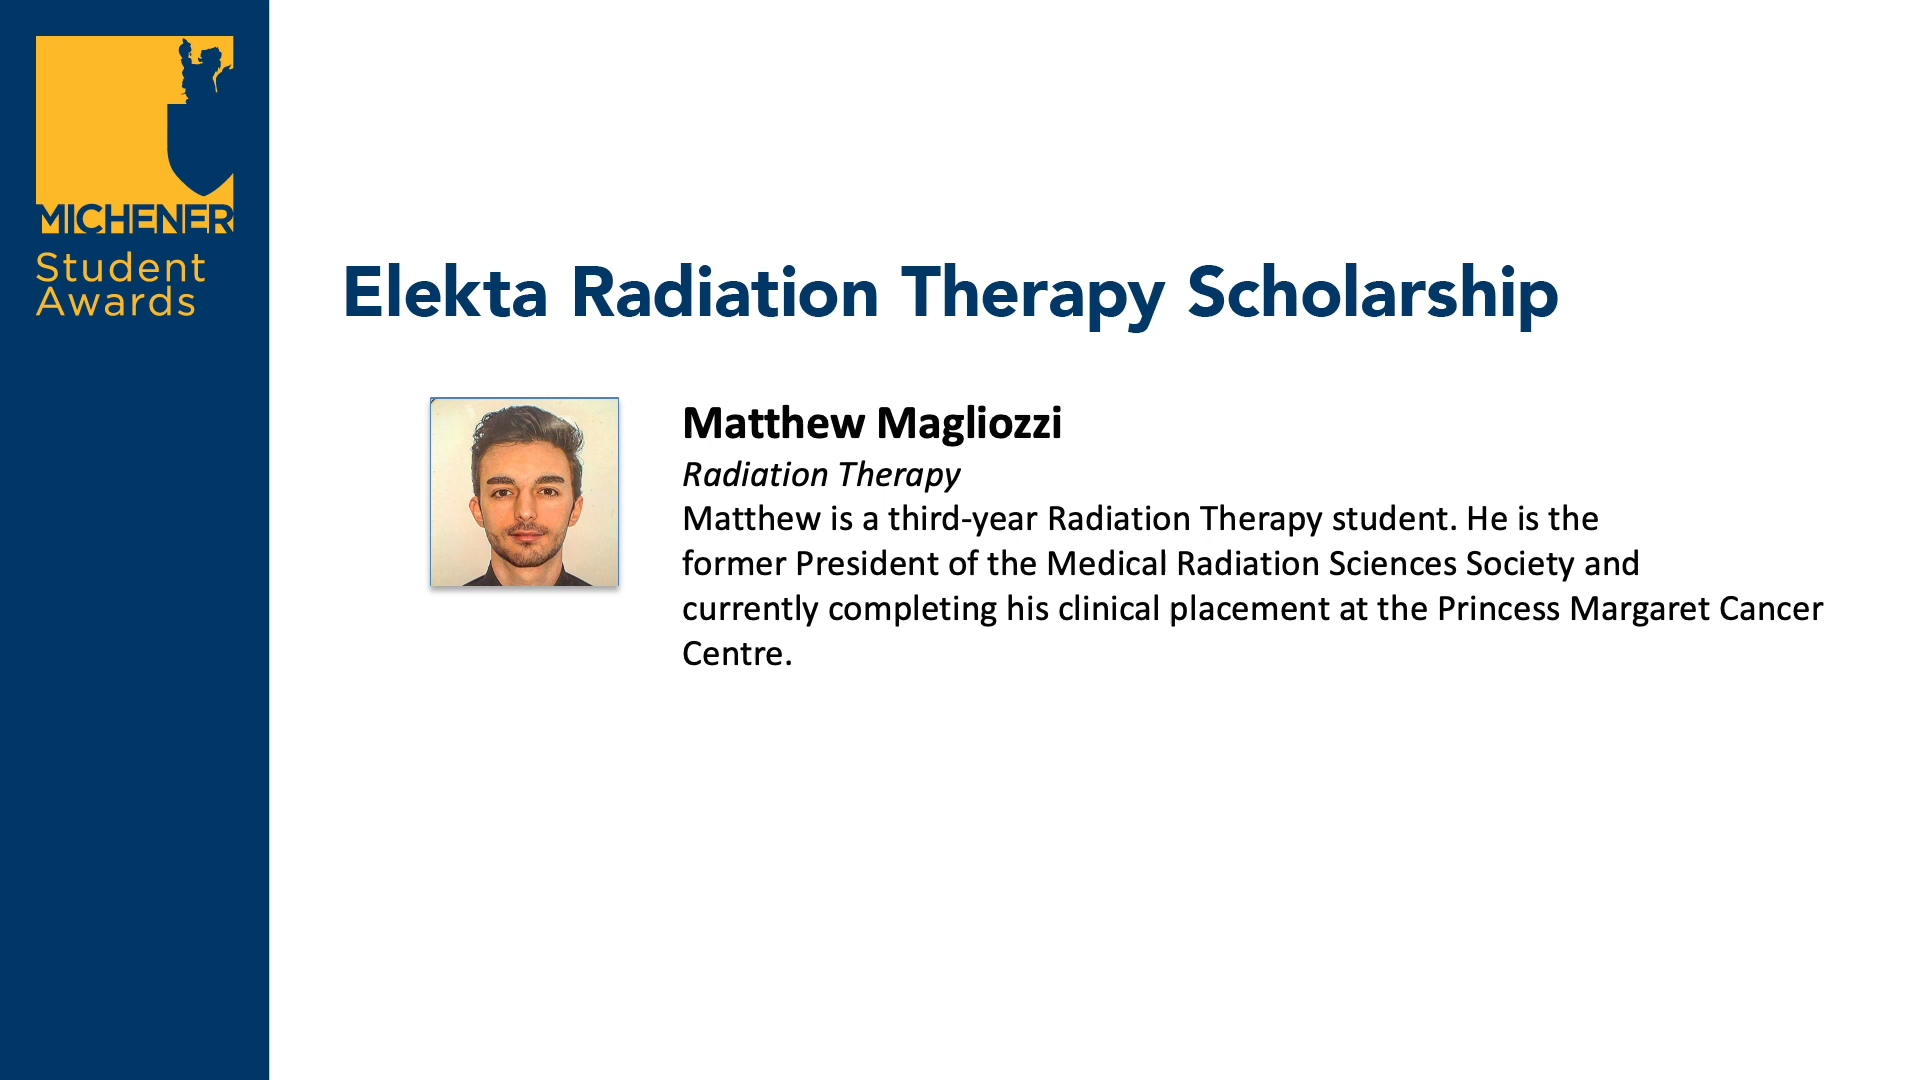 MICHENER
Student
Awards
Elekta Radiation Therapy Scholarship
Matthew Magliozzi
Radiation Therapy
Matthew is a third-year Radiation Therapy student. He is the
former President of the Medical Radiation Sciences Society and
currently completing his clinical placement at the Princess Margaret Cancer
Centre.